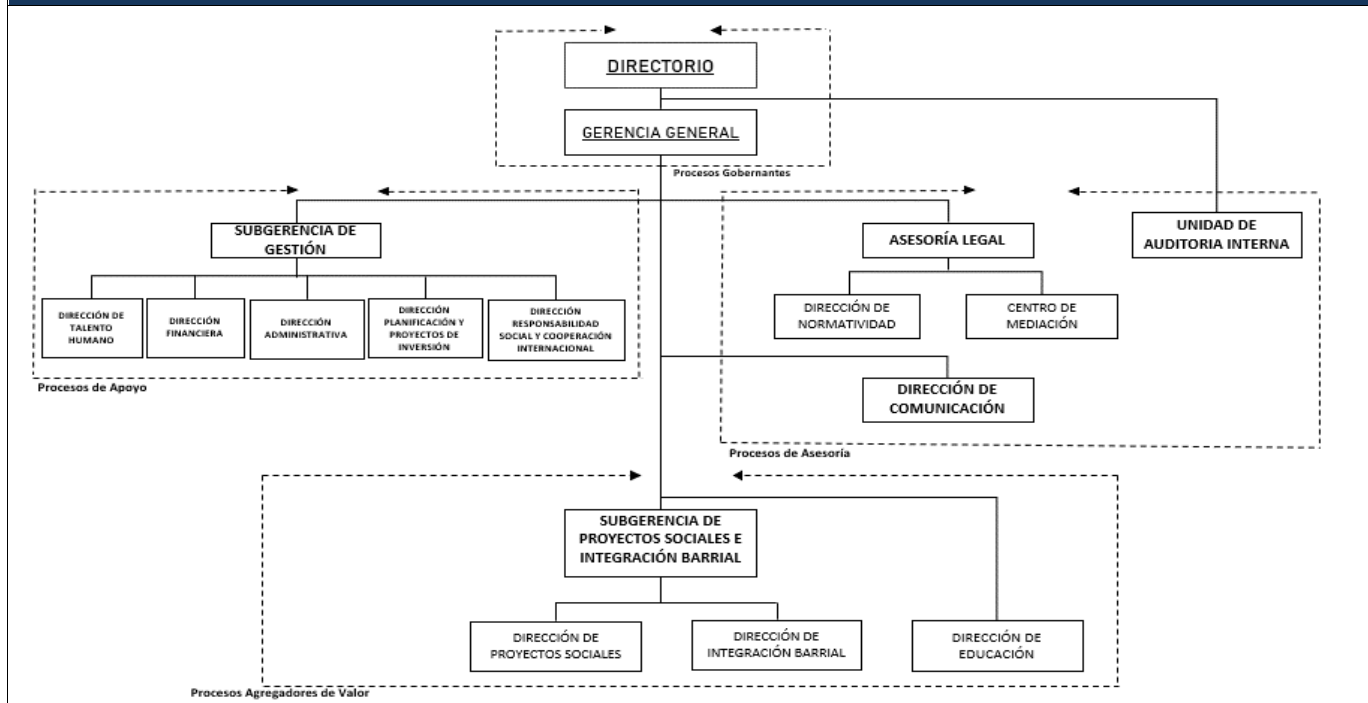 DIRECTORIO
GERENCIA GENERAL
Procesos Gobernantes
SUBGERENCIA DE
GESTIÓN
DIRECCIÓN DE
TALENTO
HUMANO
DIRECCIÓN
FINANCIERA
DIRECCIÓN
ADMINISTRATIVA
DIRECCIÓN
PLANIFICACIÓN Y
PROYECTOS DE
INVERSIÓN
DIRECCIÓN
RESPONSABILIDAD
SOCIAL Y COOPERACIÓN
INTERNACIONAL
Procesos de Apoyo
ASESORÍA LEGAL
UNIDAD DE
AUDITORIA INTERNA
DIRECCIÓN DE
NORMATIVIDAD
CENTRO DE
MEDIACIÓN
DIRECCIÓN DE
COMUNICACIÓN
Procesos de Asesoría
SUBGERENCIA DE
PROYECTOS SOCIALES E
INTEGRACIÓN BARRIAL
DIRECCIÓN DE
PROYECTOS SOCIALES
DIRECCIÓN DE
INTEGRACIÓN BARRIAL
DIRECCIÓN DE
EDUCACIÓN
Procesos Agregadores de Valor